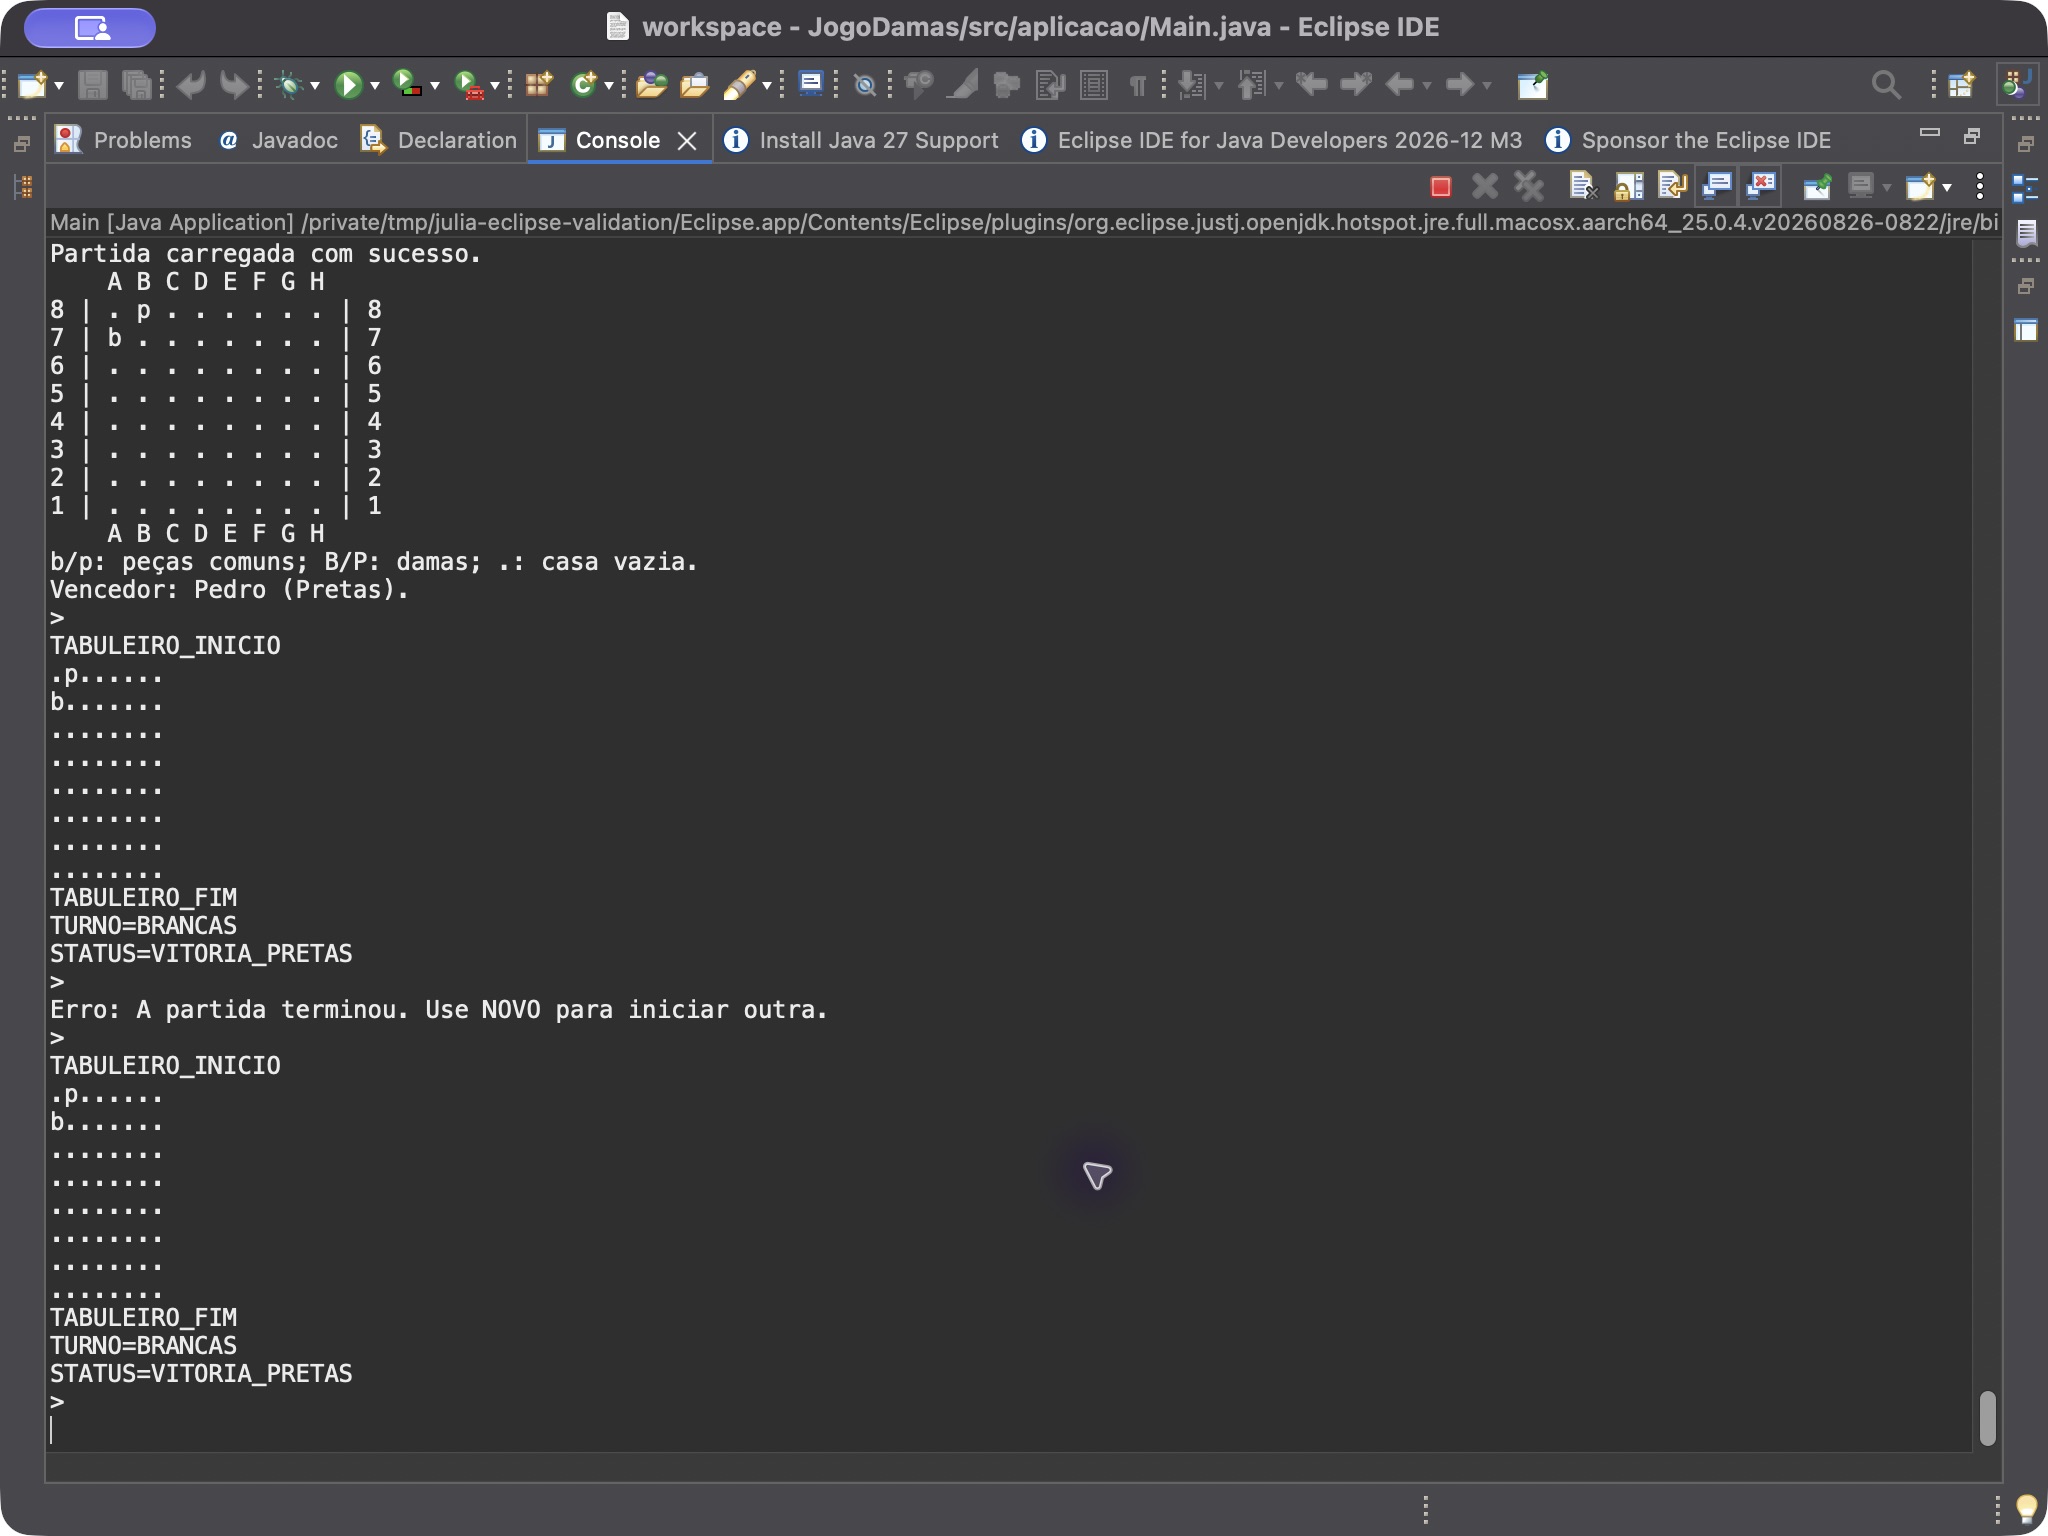 workspace - JogoDamas/src/aplicacao/Main.java - Eclipse IDE
Problems @ Javadoc Declaration Console Install Java 27 Support Eclipse IDE for Java Developers 2026-12 M3 Sponsor the Eclipse IDE
Main [Java Application] /private/tmp/julia-eclipse-validation/Eclipse.app/Contents/Eclipse/plugins/org.eclipse.justj.openjdk.hotspot.jre.full.macosx.aarch64_25.0.4.v20260826-0822/jre/bi
Partida carregada com sucesso.
    A B C D E F G H
8 | . p . . . . . . | 8
7 | b . . . . . . . | 7
6 | . . . . . . . . | 6
5 | . . . . . . . . | 5
4 | . . . . . . . . | 4
3 | . . . . . . . . | 3
2 | . . . . . . . . | 2
1 | . . . . . . . . | 1
    A B C D E F G H
b/p: peças comuns; B/P: damas; .: casa vazia.
Vencedor: Pedro (Pretas).
>
TABULEIRO_INICIO
.p......
b.......
........
........
........
........
........
........
TABULEIRO_FIM
TURNO=BRANCAS
STATUS=VITORIA_PRETAS
>
Erro: A partida terminou. Use NOVO para iniciar outra.
>
TABULEIRO_INICIO
.p......
b.......
........
........
........
........
........
........
TABULEIRO_FIM
TURNO=BRANCAS
STATUS=VITORIA_PRETAS
>